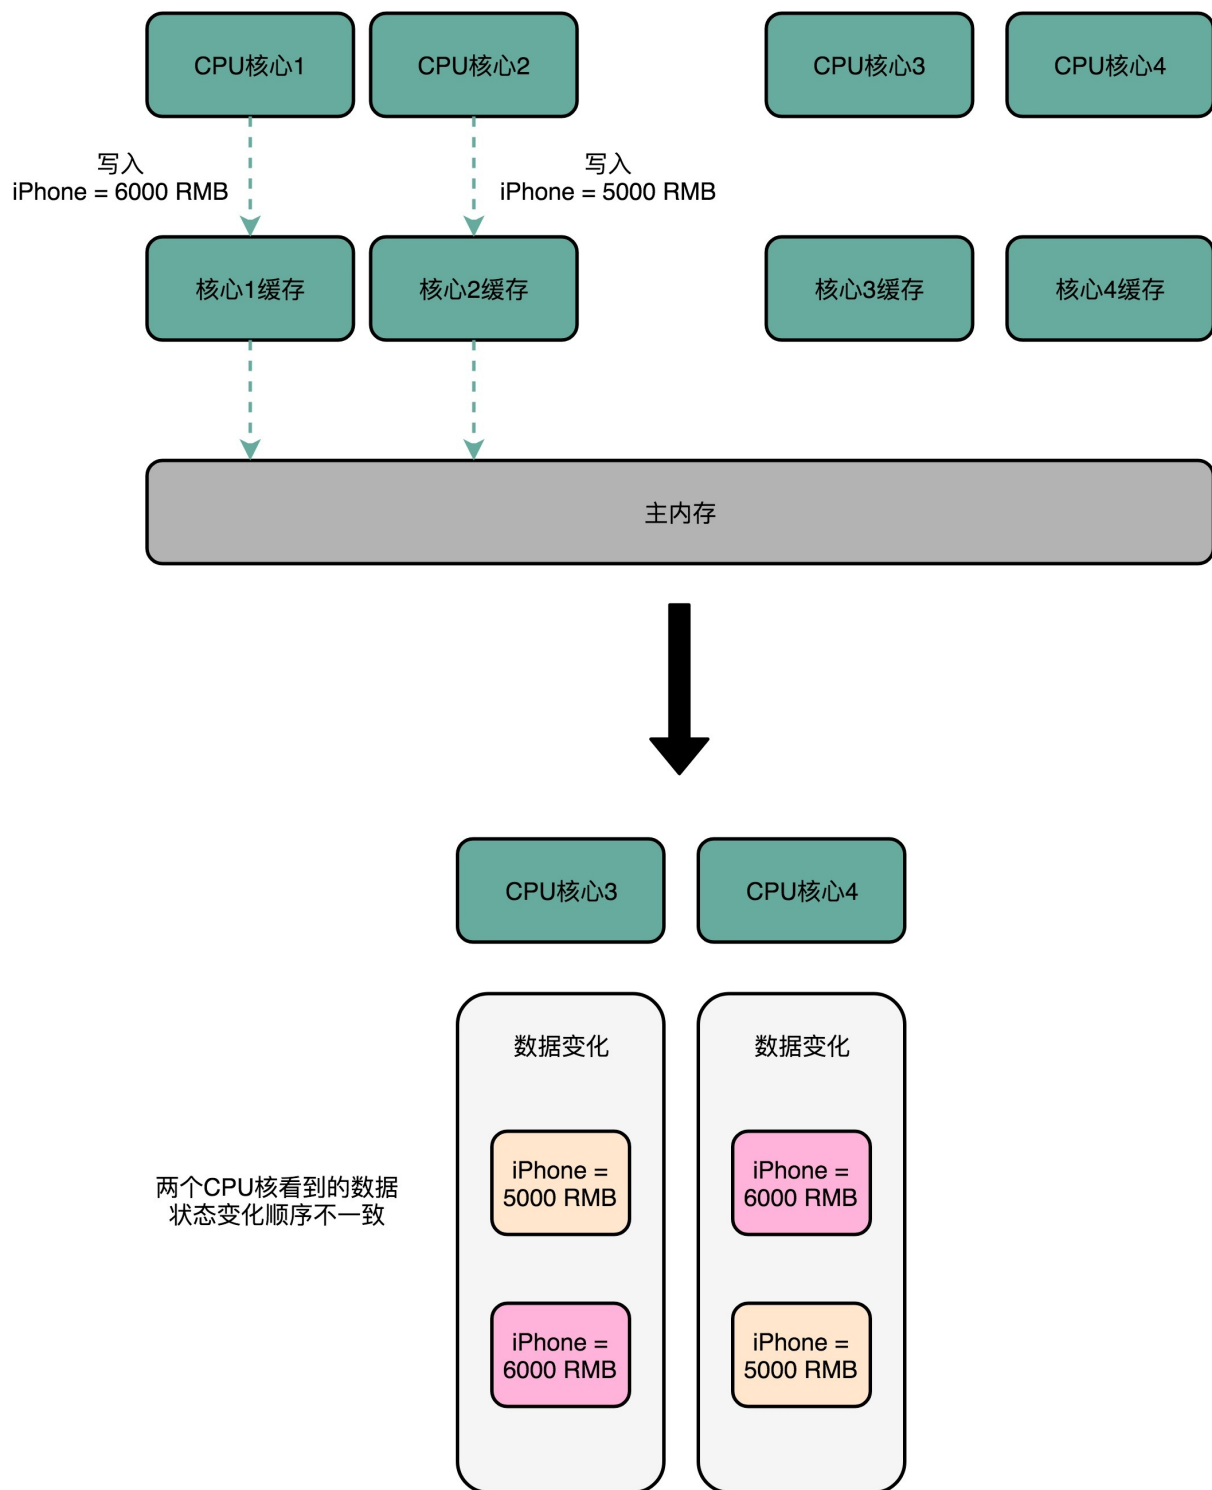 CPU核心1
CPU核心2
CPU核心3
CPU核心4
写入
iPhone = 6000 RMB
写入
iPhone = 5000 RMB
核心1缓存
核心2缓存
核心3缓存
核心4缓存
主内存
CPU核心3
CPU核心4
数据变化
数据变化
两个CPU核看到的数据
状态变化顺序不一致
iPhone =
5000 RMB
iPhone =
6000 RMB
iPhone =
6000 RMB
iPhone =
5000 RMB